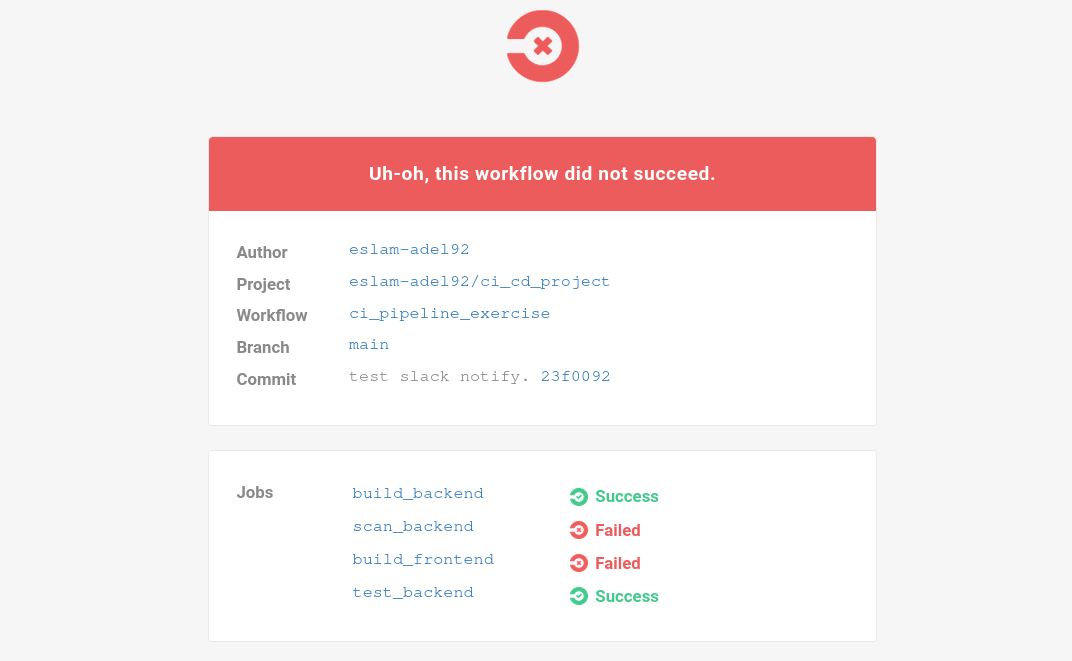 Uh-oh, this workflow did not succeed.
Author eslam-adel92
Project eslam-adel92/ci_cd_project
Workflow ci_pipeline_exercise
Branch main
Commit test slack notify. 23f0092
Jobs build_backend Success
scan_backend Failed
build_frontend Failed
test_backend Success